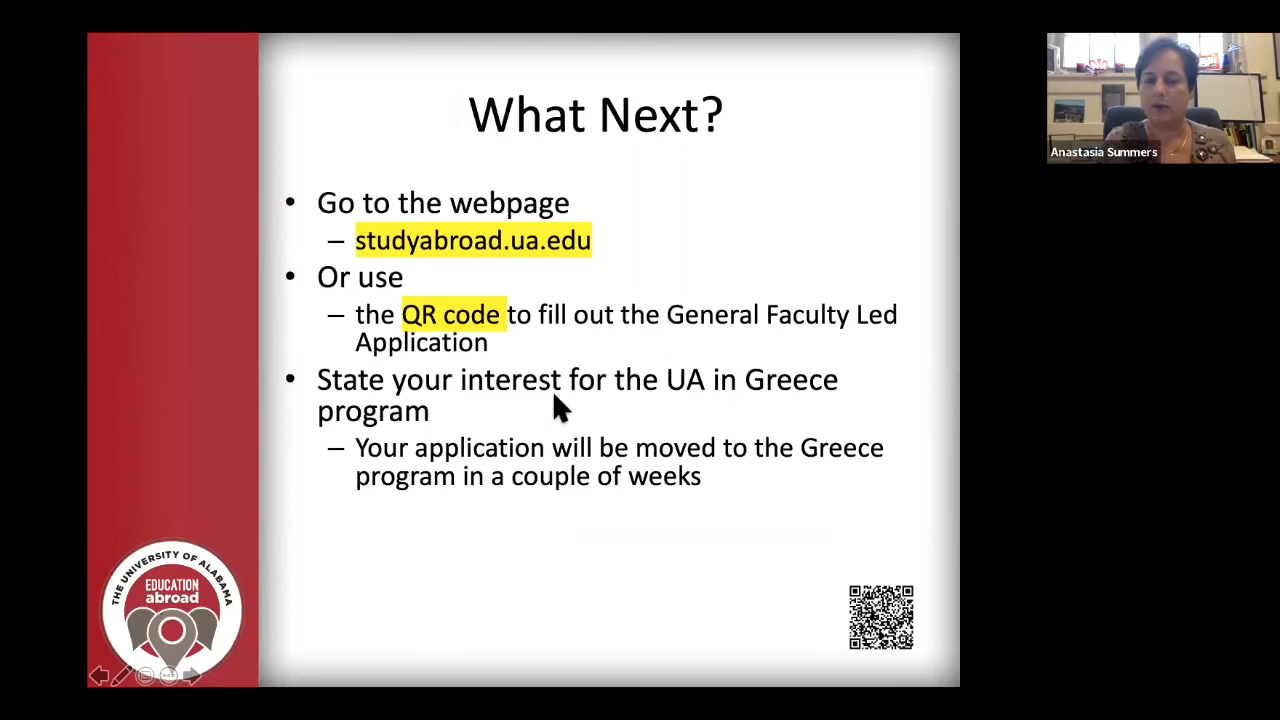 What Next?
• Go to the webpage
– studyabroad.ua.edu
• Or use
– the QR code to fill out the General Faculty Led
Application
• State your interest for the UA in Greece
program
– Your application will be moved to the Greece
program in a couple of weeks
THE UNIVERSITY OF ALABAMA
EDUCATION
abroad
Anastasia Summers